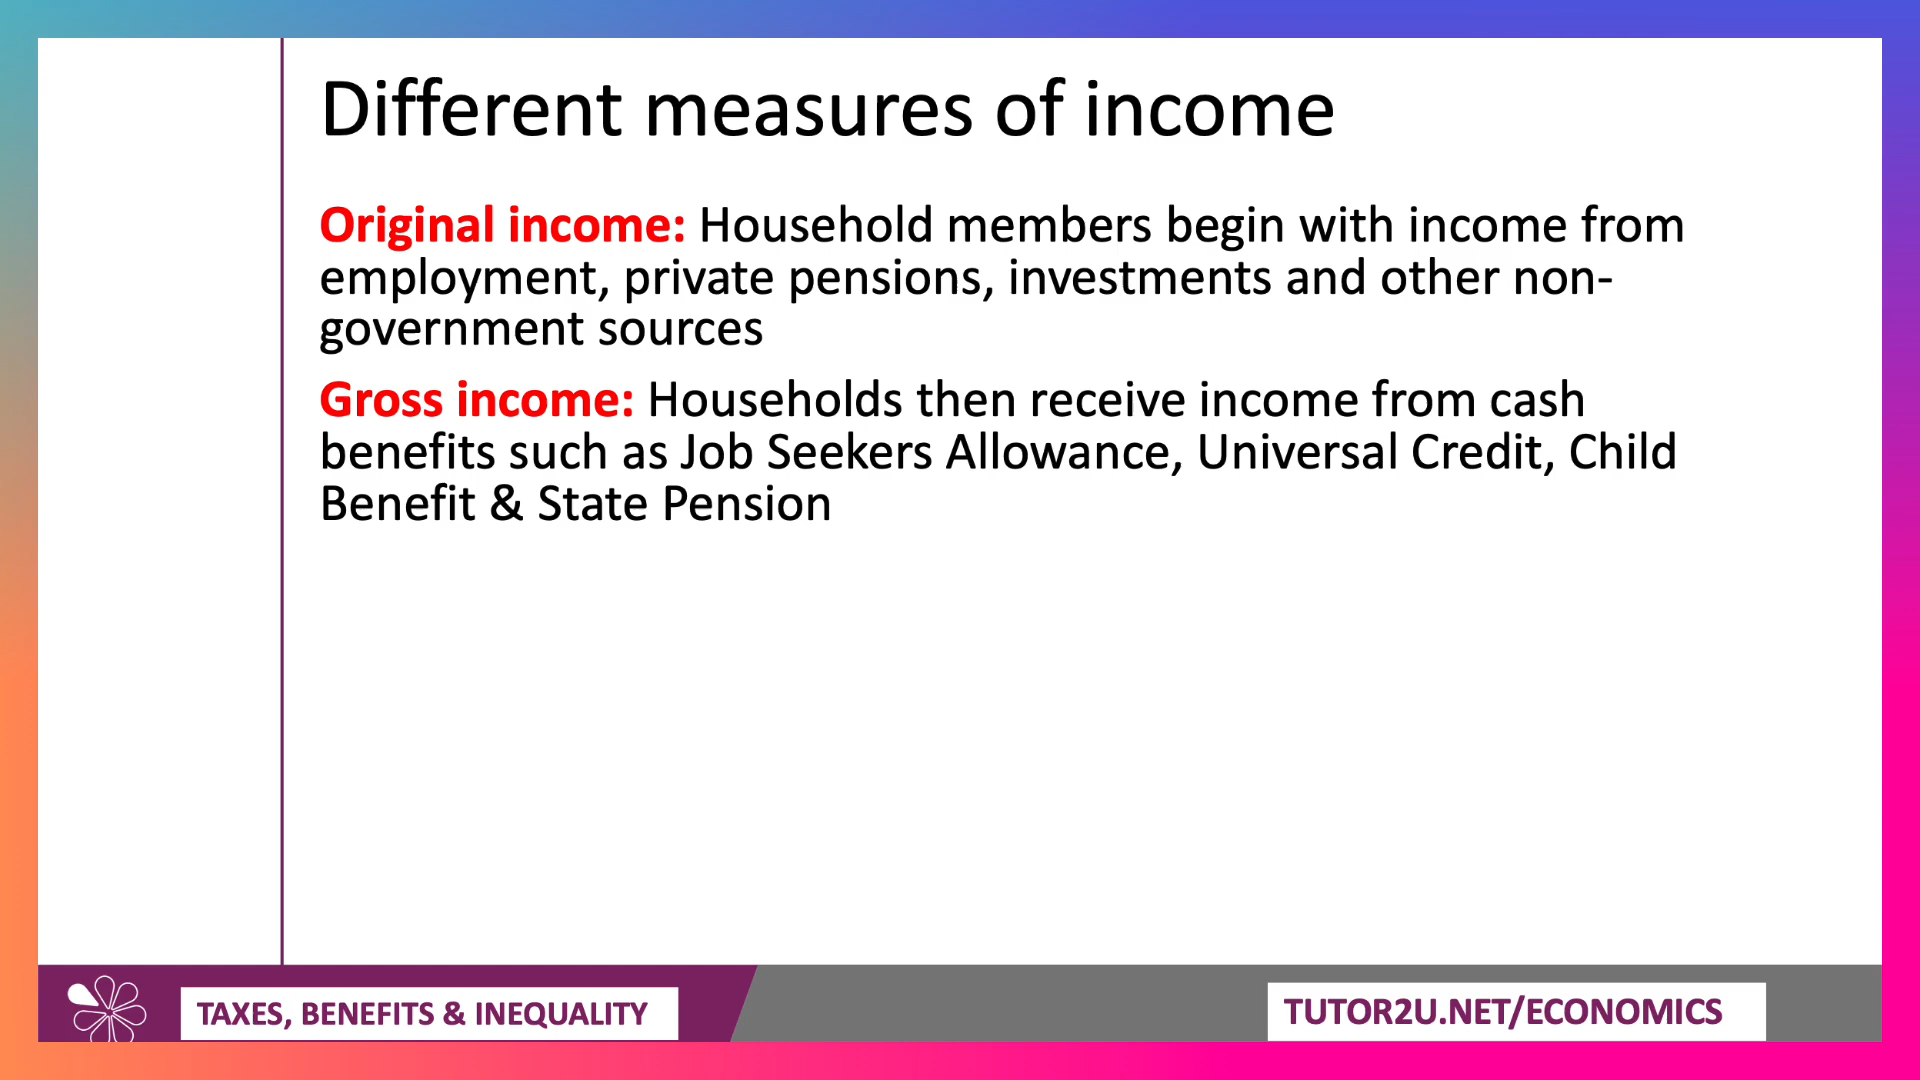 Different measures of income
Original income: Household members begin with income from
employment, private pensions, investments and other non-
government sources
Gross income: Households then receive income from cash
benefits such as Job Seekers Allowance, Universal Credit, Child
Benefit & State Pension
TAXES, BENEFITS & INEQUALITY
TUTOR2U.NET/ECONOMICS